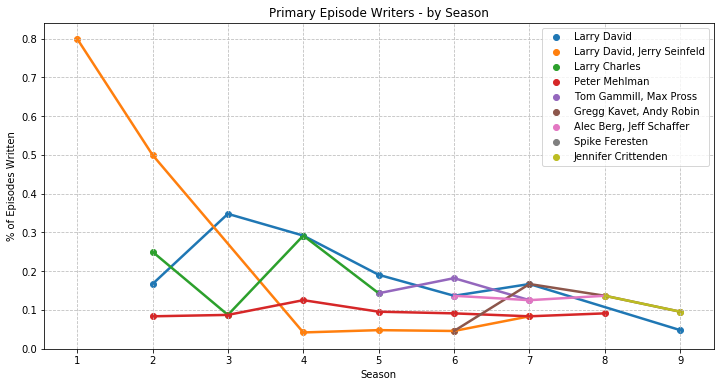 Primary Episode Writers - by Season
% of Episodes Written
0.8
0.7
0.6
0.5
0.4
0.3
0.2
0.1
0.0
Larry David
Larry David, Jerry Seinfeld
Larry Charles
Peter Mehlman
Tom Gammill, Max Pross
Gregg Kavet, Andy Robin
Alec Berg, Jeff Schaffer
Spike Feresten
Jennifer Crittenden
1 2 3 4 5 6 7 8 9
Season